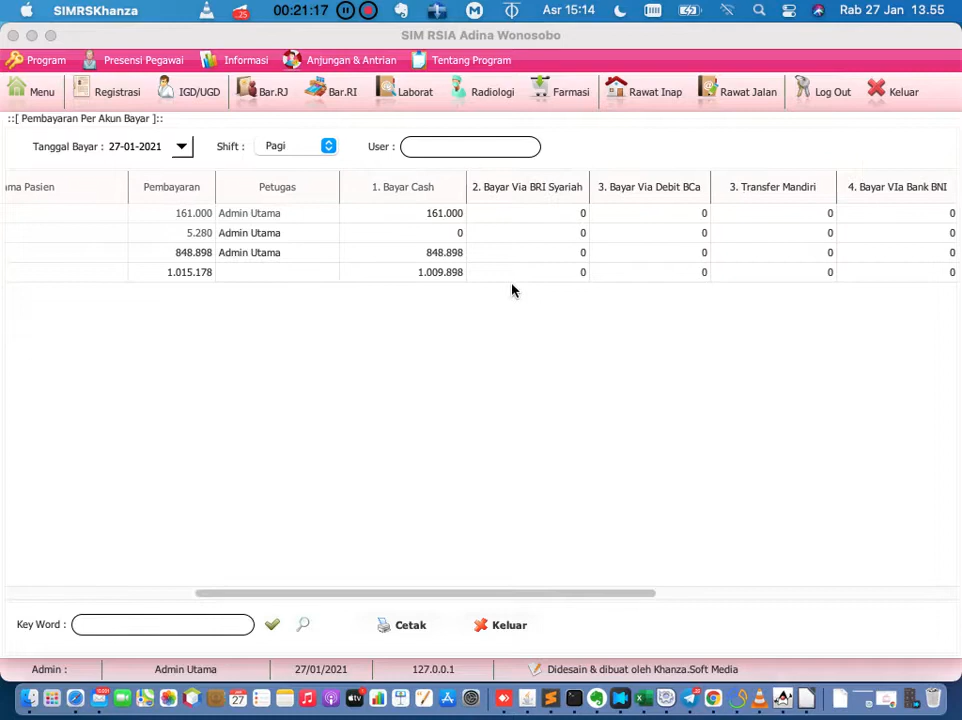 SIMRSKhanza 25 00:21:17 Asr 15:14 Rab 27 Jan 13.55
SIM RSIA Adina Wonosobo
Program Presensi Pegawai Informasi Anjungan & Antrian Tentang Program
Menu Registrasi IGD/UGD Bar.RJ Bar.RI Laborat Radiologi Farmasi Rawat Inap Rawat Jalan Log Out Keluar
::[ Pembayaran Per Akun Bayar ]::
Tanggal Bayar : 27-01-2021 Shift : Pagi User :
ma Pasien Pembayaran Petugas 1. Bayar Cash 2. Bayar Via BRI Syariah 3. Bayar Via Debit BCa 3. Transfer Mandiri 4. Bayar VIa Bank BNI
161.000 Admin Utama 161.000 0 0 0 0
5.280 Admin Utama 0 0 0 0 0
848.898 Admin Utama 848.898 0 0 0 0
1.015.178 1.009.898 0 0 0 0
Key Word : Cetak Keluar
Admin : Admin Utama 27/01/2021 127.0.0.1 Didesain & dibuat oleh Khanza.Soft Media